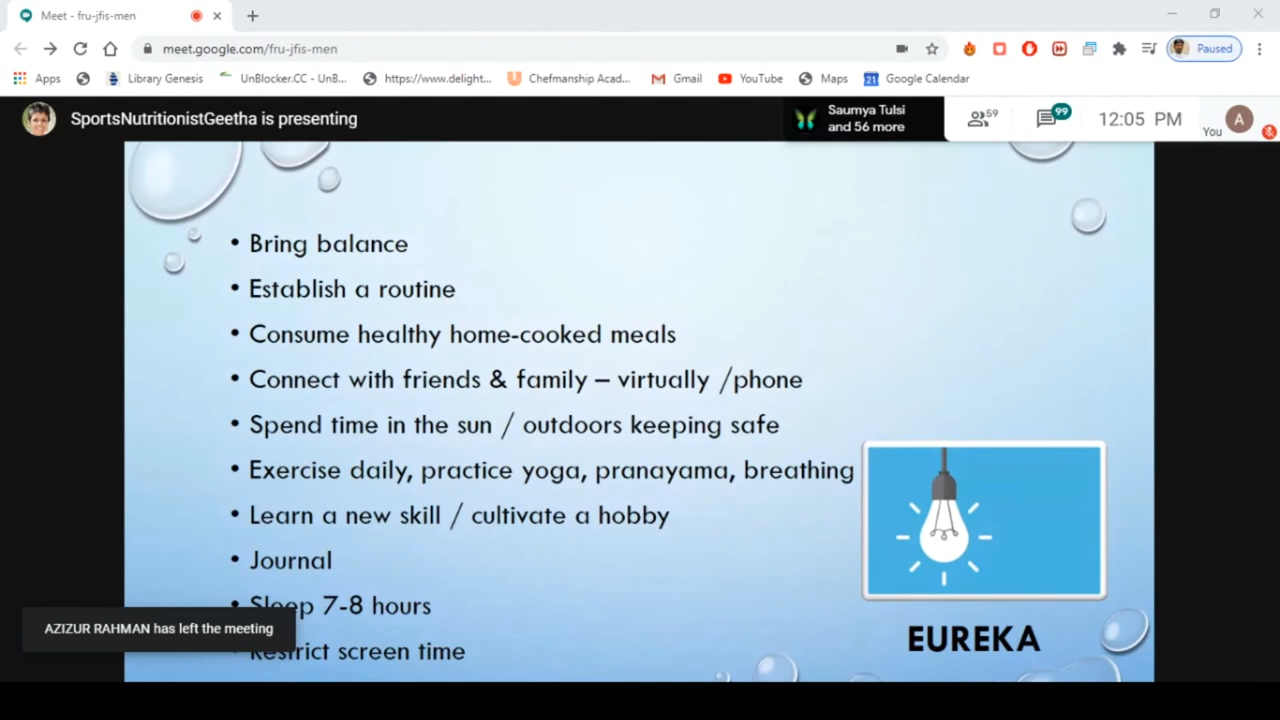 Meet - fru-jfis-men
meet.google.com/fru-jfis-men
Paused
Apps
Library Genesis
UnBlocker.CC - UnB...
https://www.delight...
Chefmanship Acad...
Gmail
YouTube
21
Maps
Google Calendar
SportsNutritionistGeetha is presenting
Saumya Tulsi
and 56 more
59
99
12:05 PM
You
A
• Bring balance
• Establish a routine
• Consume healthy home-cooked meals
• Connect with friends & family – virtually /phone
• Spend time in the sun / outdoors keeping safe
• Exercise daily, practice yoga, pranayama, breathing
• Learn a new skill / cultivate a hobby
• Journal
• Sleep 7-8 hours
AZIZUR RAHMAN has left the meeting
Restrict screen time
EUREKA